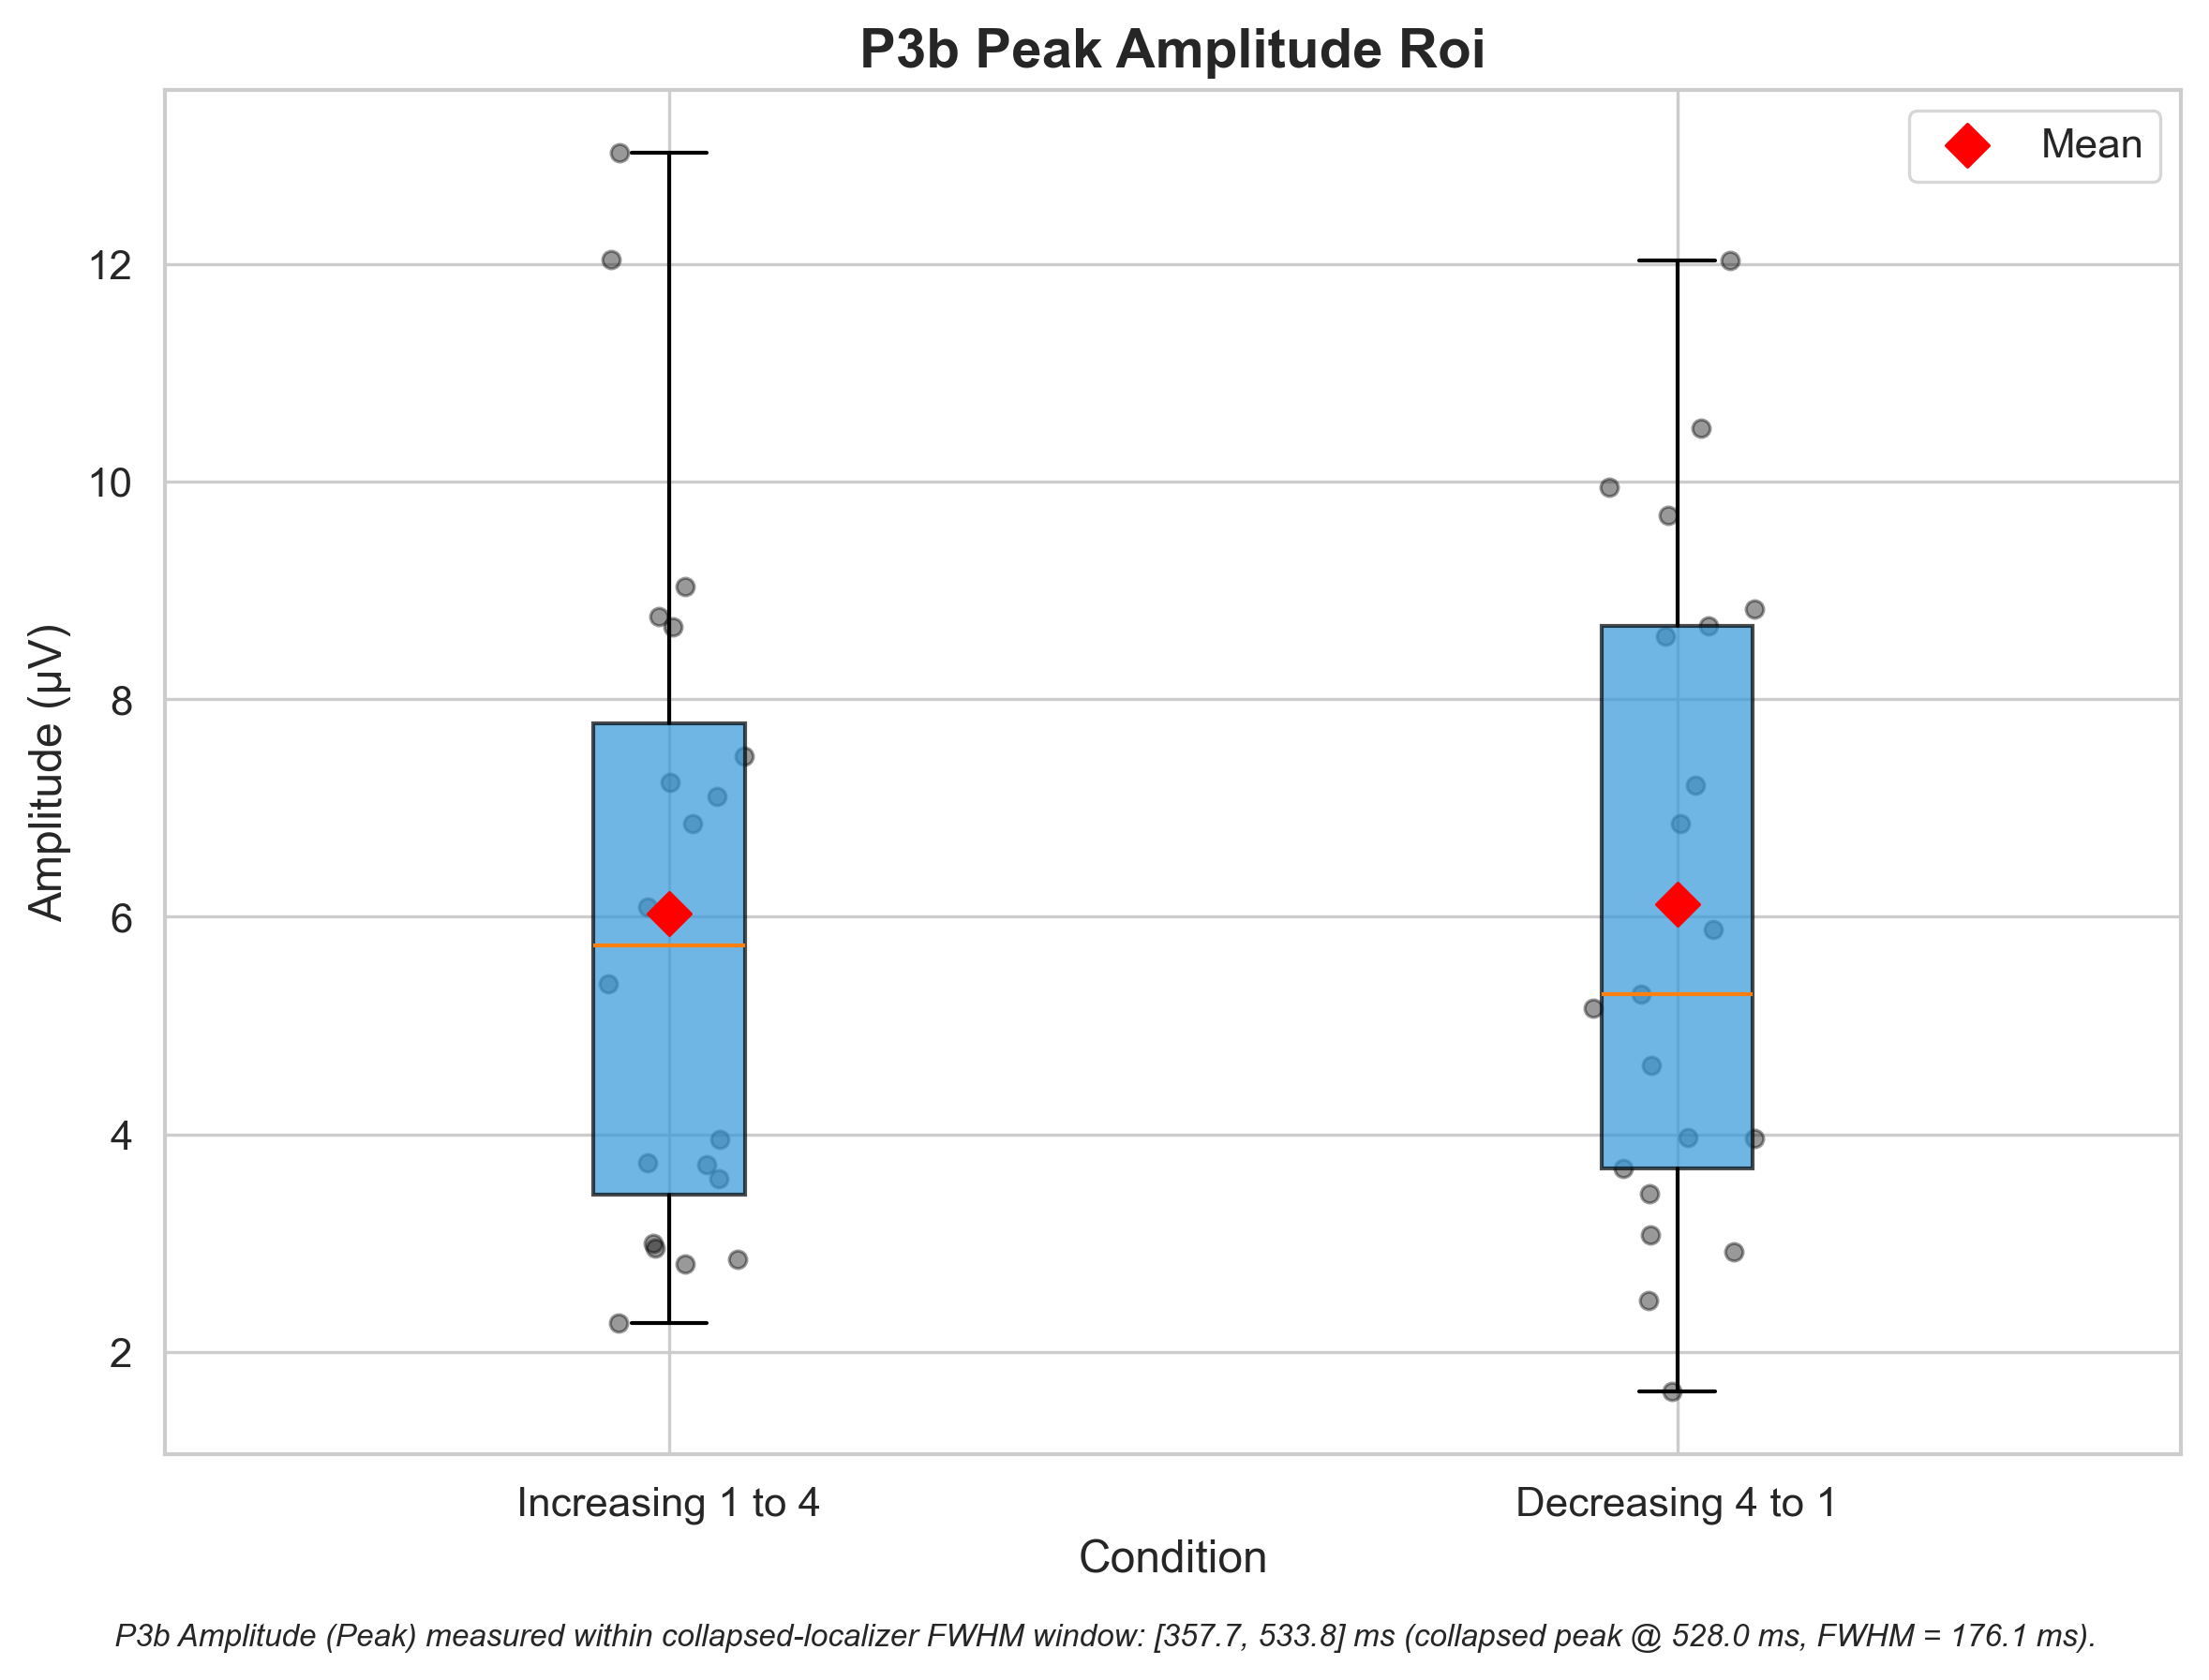 P3b Peak Amplitude Roi
Mean
Amplitude (µV)
12
10
8
6
4
2
Increasing 1 to 4
Decreasing 4 to 1
Condition
P3b Amplitude (Peak) measured within collapsed-localizer FWHM window: [357.7, 533.8] ms (collapsed peak @ 528.0 ms, FWHM = 176.1 ms).